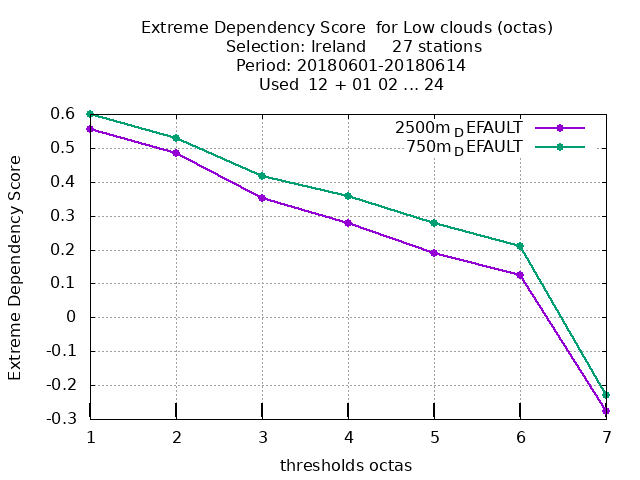 Extreme Dependency Score for Low clouds (octas)
Selection: Ireland 27 stations
Period: 20180601-20180614
Used 12 + 01 02 ... 24
2500m_DEFAULT
750m_DEFAULT
Extreme Dependency Score
0.6
0.5
0.4
0.3
0.2
0.1
0
-0.1
-0.2
-0.3
1 2 3 4 5 6 7
thresholds octas